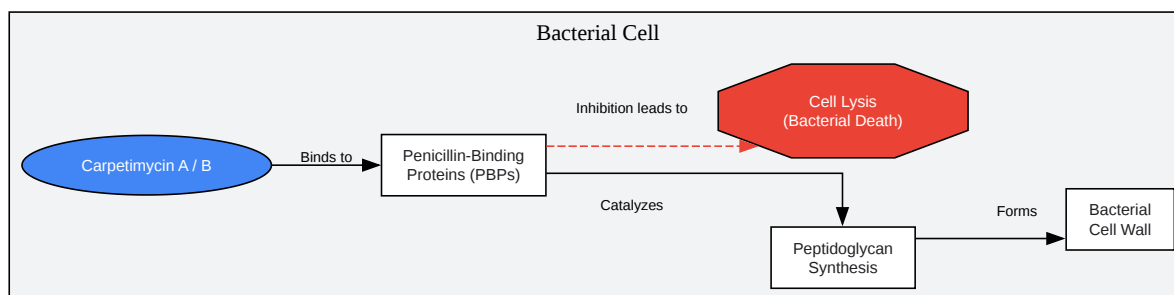 Bacterial Cell
Inhibition leads to
Cell Lysis
(Bacterial Death)
Carpetimycin A / B
Binds to
Penicillin-Binding
Proteins (PBPs)
Catalyzes
Peptidoglycan
Synthesis
Forms
Bacterial
Cell Wall